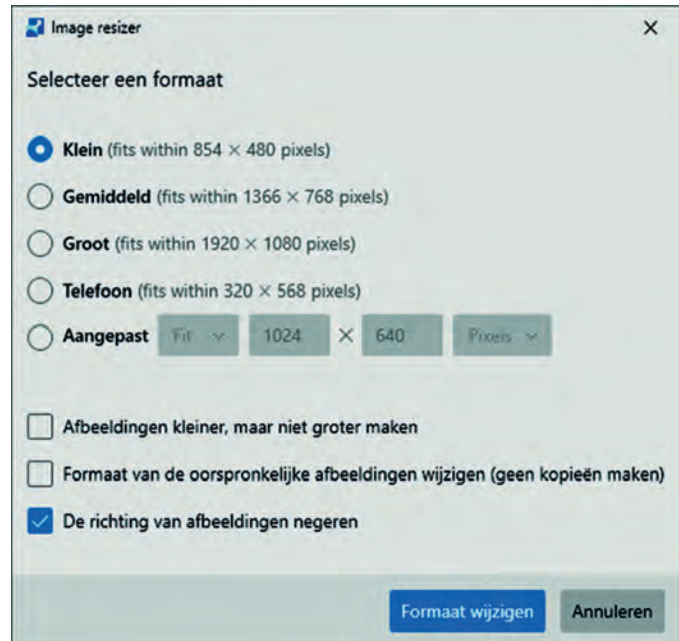 Image resizer
Selecteer een formaat
Klein (fits within 854 × 480 pixels)
Gemiddeld (fits within 1366 × 768 pixels)
Groot (fits within 1920 × 1080 pixels)
Telefoon (fits within 320 × 568 pixels)
Aangepast Fit 1024 × 640 Pixels
Afbeeldingen kleiner, maar niet groter maken
Formaat van de oorspronkelijke afbeeldingen wijzigen (geen kopieën maken)
De richting van afbeeldingen negeren
Formaat wijzigen Annuleren